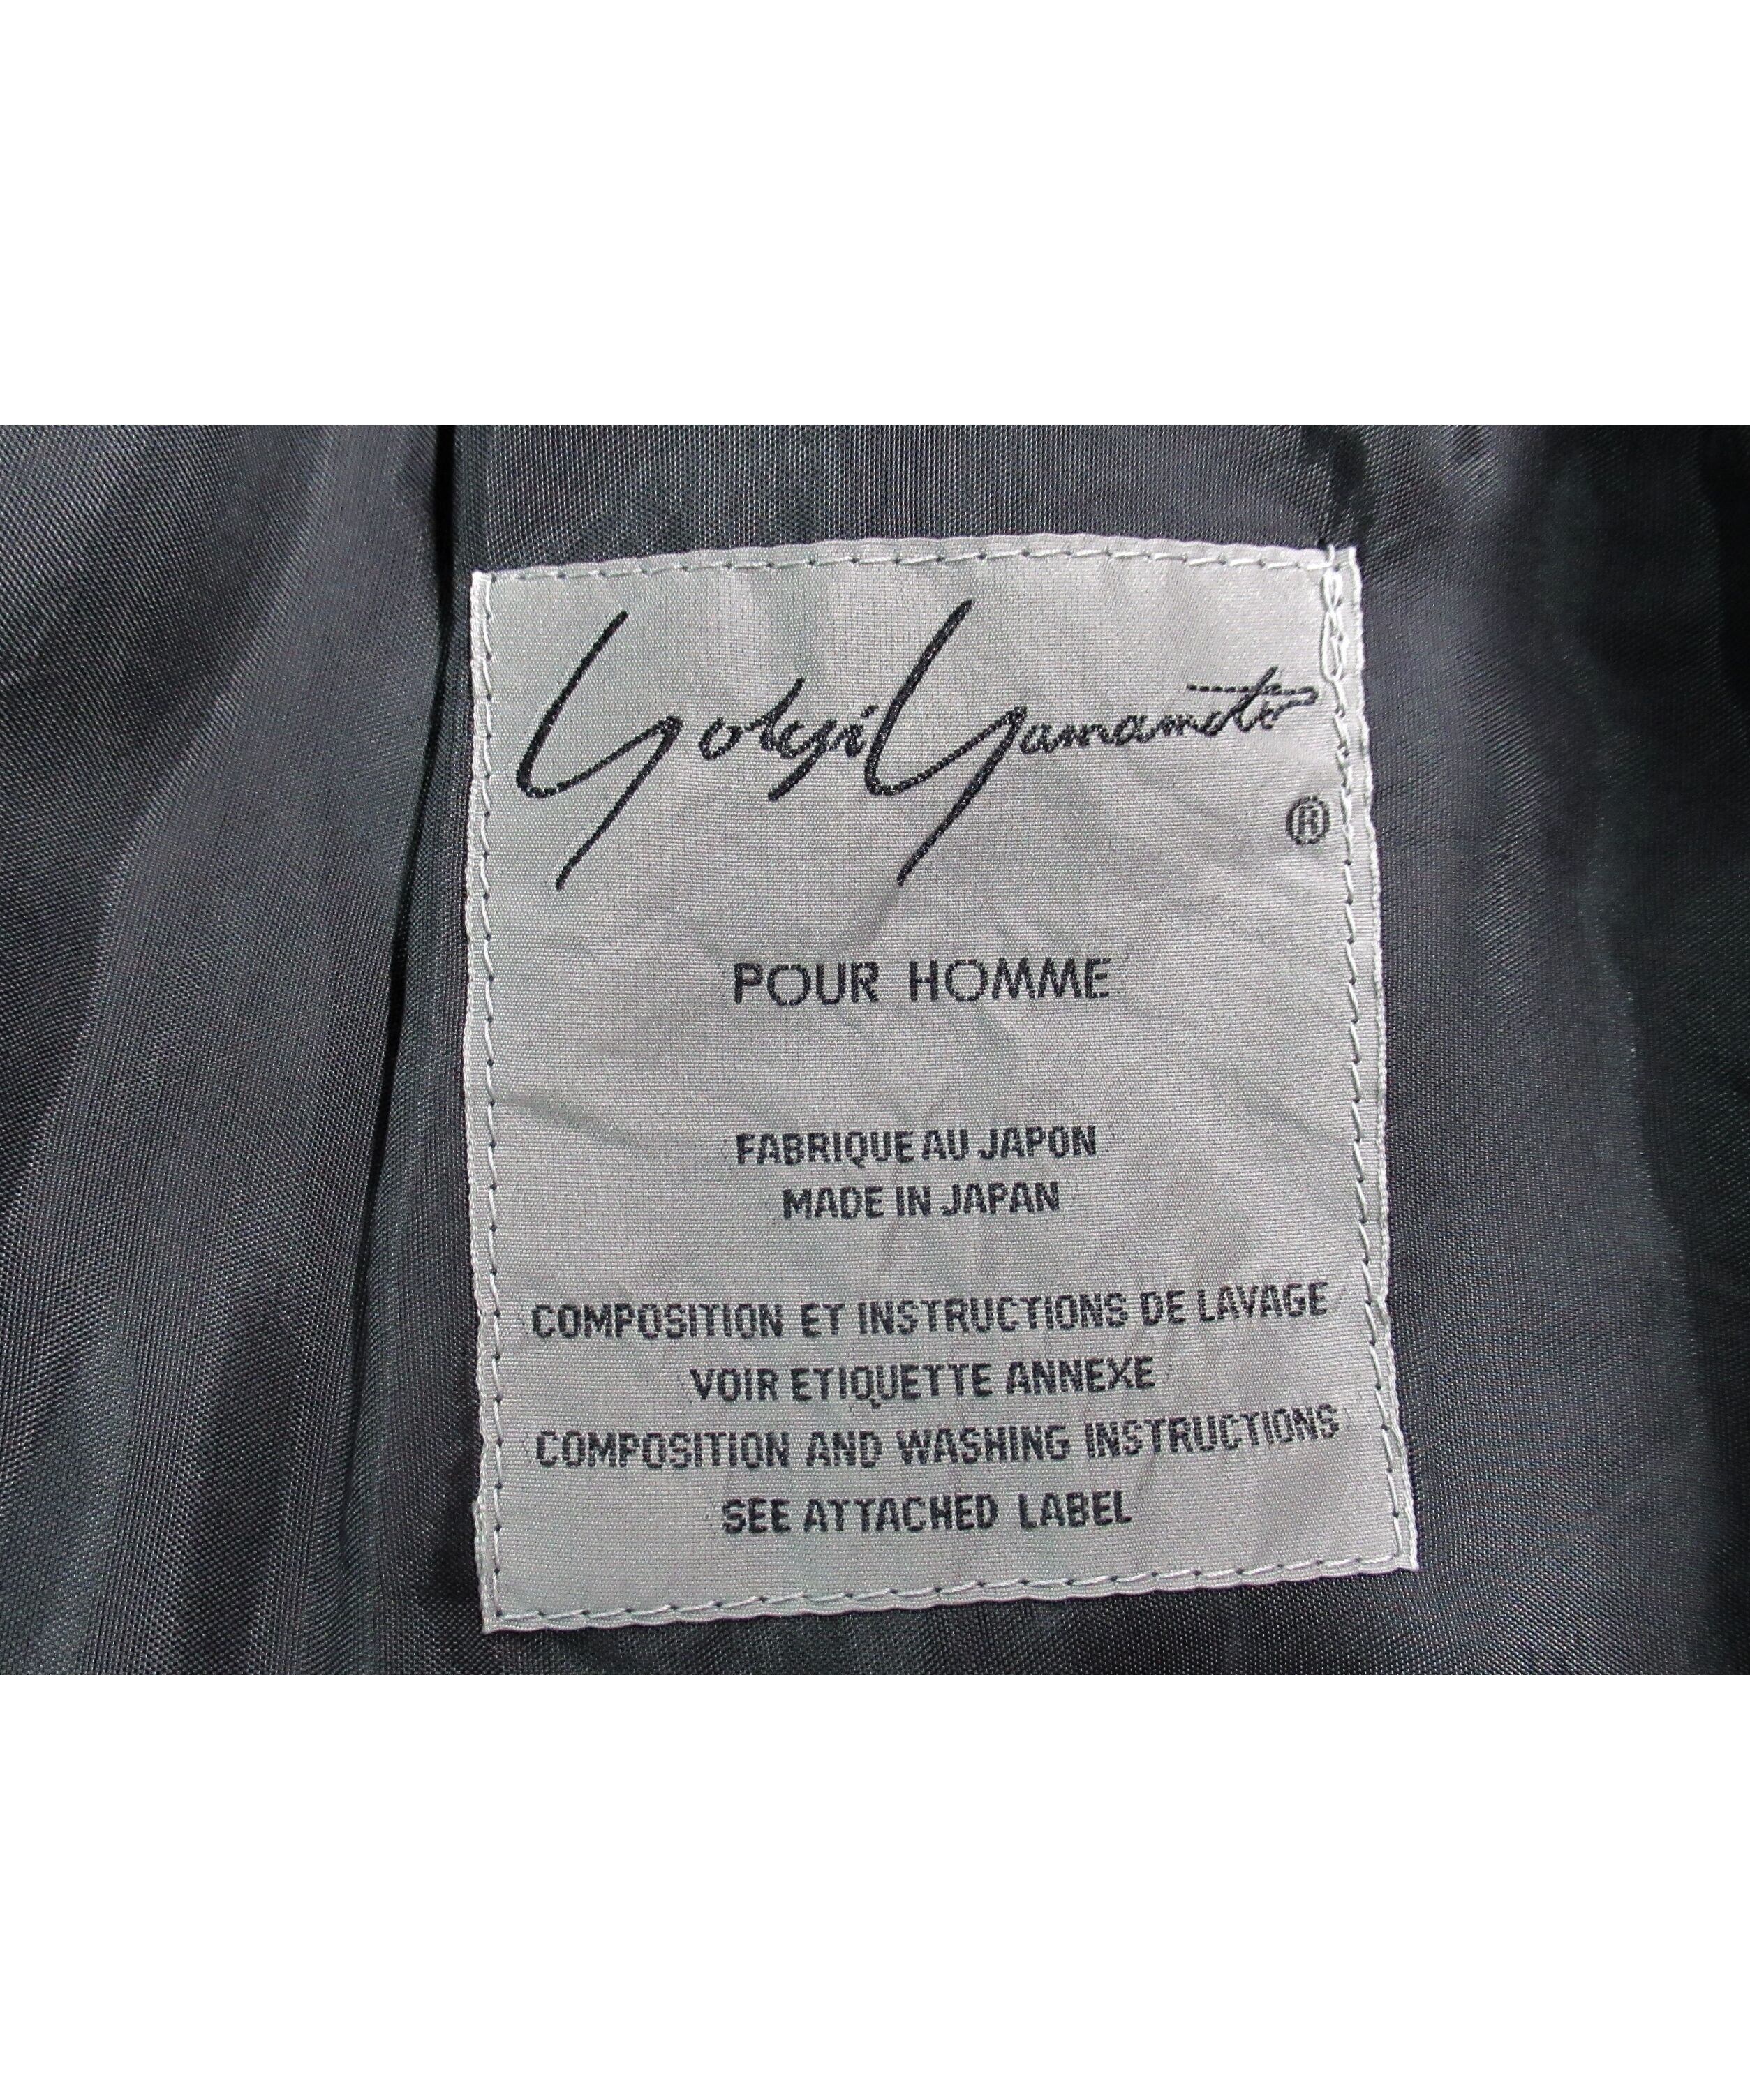 Yohji Yamamoto
®
POUR HOMME
FABRIQUE AU JAPON
MADE IN JAPAN
COMPOSITION ET INSTRUCTIONS DE LAVAGE
VOIR ETIQUETTE ANNEXE
COMPOSITION AND WASHING INSTRUCTIONS
SEE ATTACHED LABEL